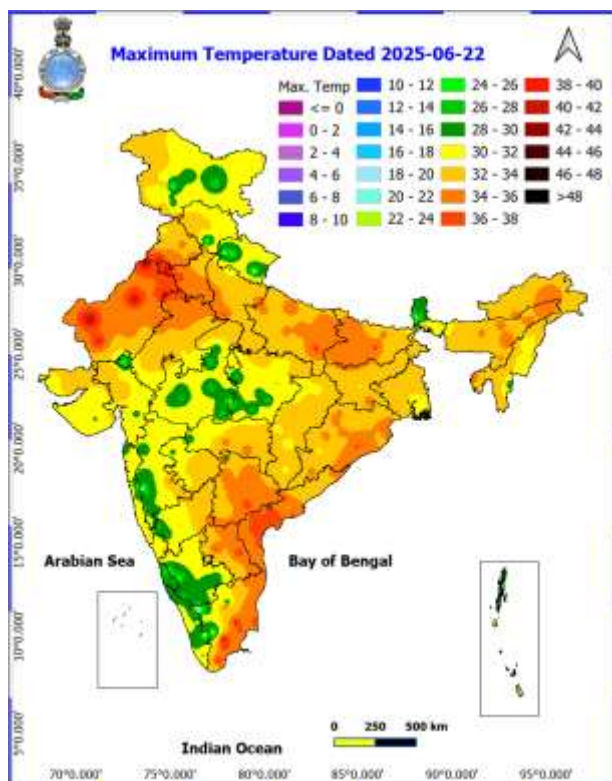 Maximum Temperature Dated 2025-06-22
Max. Temp
<= 0
0 - 2
2 - 4
4 - 6
6 - 8
8 - 10
10 - 12
12 - 14
14 - 16
16 - 18
18 - 20
20 - 22
22 - 24
24 - 26
26 - 28
28 - 30
30 - 32
32 - 34
34 - 36
36 - 38
38 - 40
40 - 42
42 - 44
44 - 46
46 - 48
>48
40°0.000'
35°0.000'
30°0.000'
25°0.000'
20°0.000'
15°0.000'
10°0.000'
5°0.000'
Arabian Sea
Bay of Bengal
Indian Ocean
0 250 500 km
70°0.000' 75°0.000' 80°0.000' 85°0.000' 90°0.000' 95°0.000'